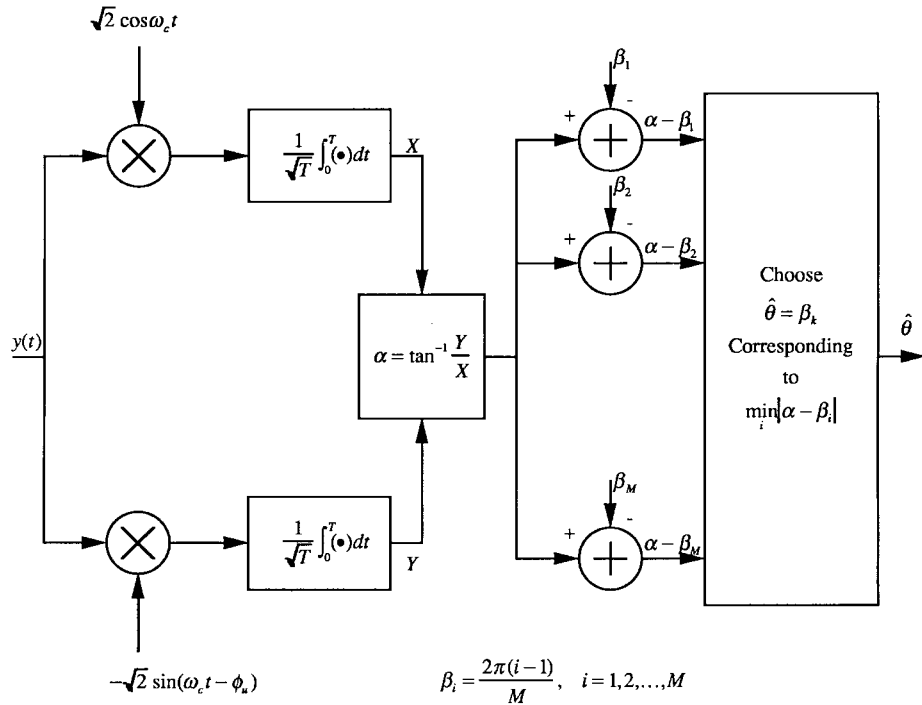 √2 cosω_c t
1/√T ∫_0^T (•)dt
X
y(t)
α = tan⁻¹ Y/X
1/√T ∫_0^T (•)dt
Y
-√2 sin(ω_c t - φ_u)
β_1
+
-
+
α - β_1
β_2
+
-
+
α - β_2
β_M
+
-
+
α - β_M
Choose
θ̂ = β_k
Corresponding
to
min_i |α - β_i|
θ̂
β_i = 2π(i-1)/M, i = 1,2,…,M